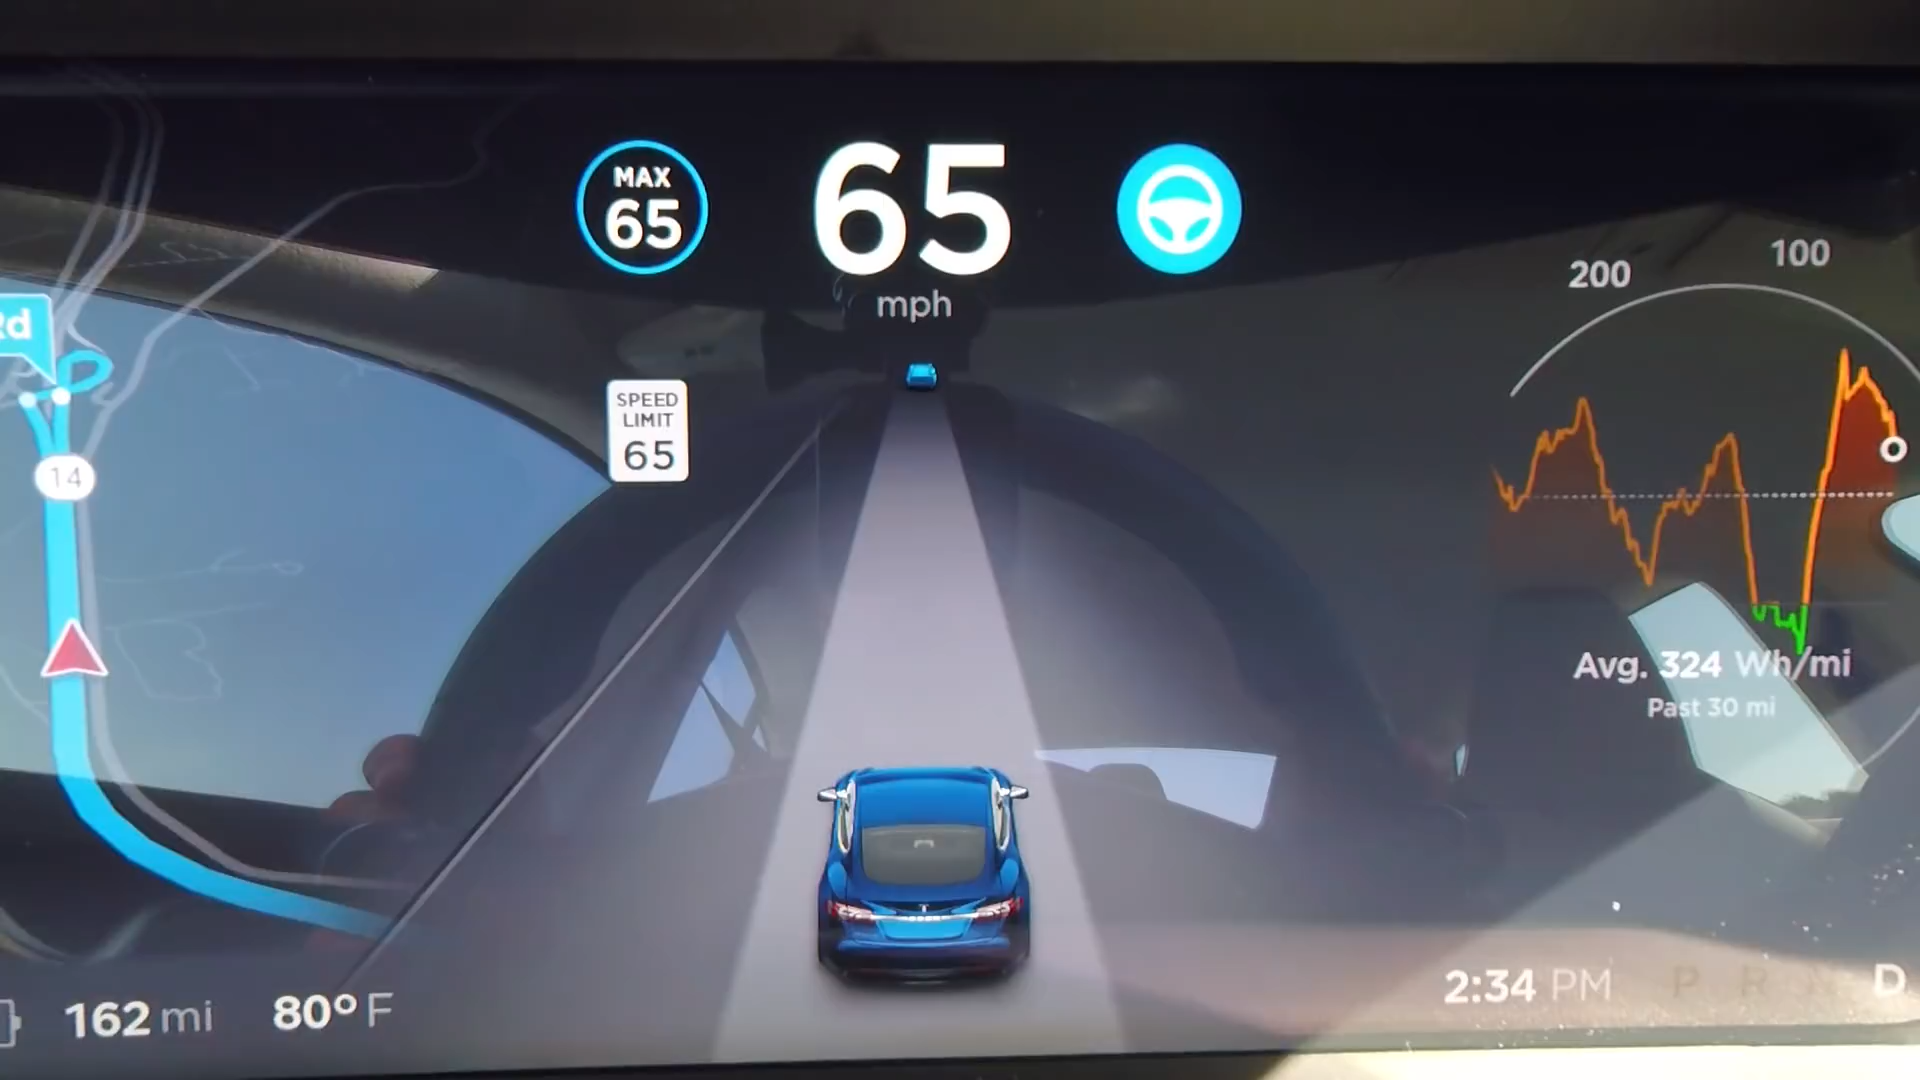 MAX
65
65
mph
SPEED
LIMIT
65
Rd
14
200
100
Avg. 324 Wh/mi
Past 30 mi
162 mi
80°F
2:34 PM
P R N D